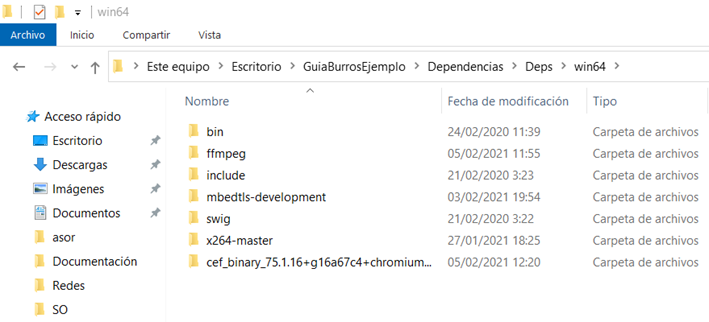 win64
Archivo Inicio Compartir Vista
Este equipo Escritorio GuiaBurrosEjemplo Dependencias Deps win64
Nombre Fecha de modificación Tipo
Acceso rápido
Escritorio
Descargas
Imágenes
Documentos
asor
Documentación
Redes
SO
bin 24/02/2020 11:39 Carpeta de archivos
ffmpeg 05/02/2021 11:55 Carpeta de archivos
include 21/02/2020 3:23 Carpeta de archivos
mbedtls-development 03/02/2021 19:54 Carpeta de archivos
swig 21/02/2020 3:22 Carpeta de archivos
x264-master 27/01/2021 18:25 Carpeta de archivos
cef_binary_75.1.16+g16a67c4+chromium... 05/02/2021 12:20 Carpeta de archivos